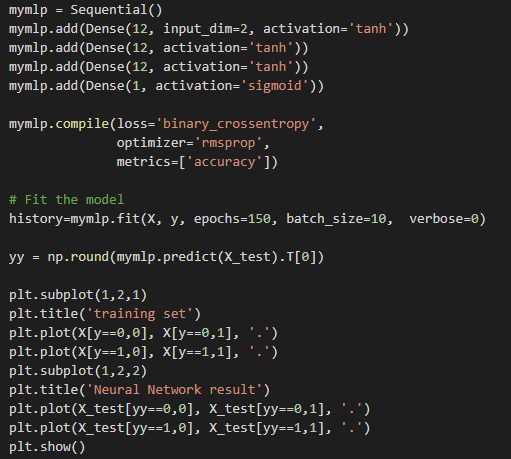 mymlp = Sequential()
mymlp.add(Dense(12, input_dim=2, activation='tanh'))
mymlp.add(Dense(12, activation='tanh'))
mymlp.add(Dense(12, activation='tanh'))
mymlp.add(Dense(1, activation='sigmoid'))

mymlp.compile(loss='binary_crossentropy',
              optimizer='rmsprop',
              metrics=['accuracy'])

# Fit the model
history=mymlp.fit(X, y, epochs=150, batch_size=10,  verbose=0)

yy = np.round(mymlp.predict(X_test).T[0])

plt.subplot(1,2,1)
plt.title('training set')
plt.plot(X[y==0,0], X[y==0,1], '.')
plt.plot(X[y==1,0], X[y==1,1], '.')
plt.subplot(1,2,2)
plt.title('Neural Network result')
plt.plot(X_test[yy==0,0], X_test[yy==0,1], '.')
plt.plot(X_test[yy==1,0], X_test[yy==1,1], '.')
plt.show()